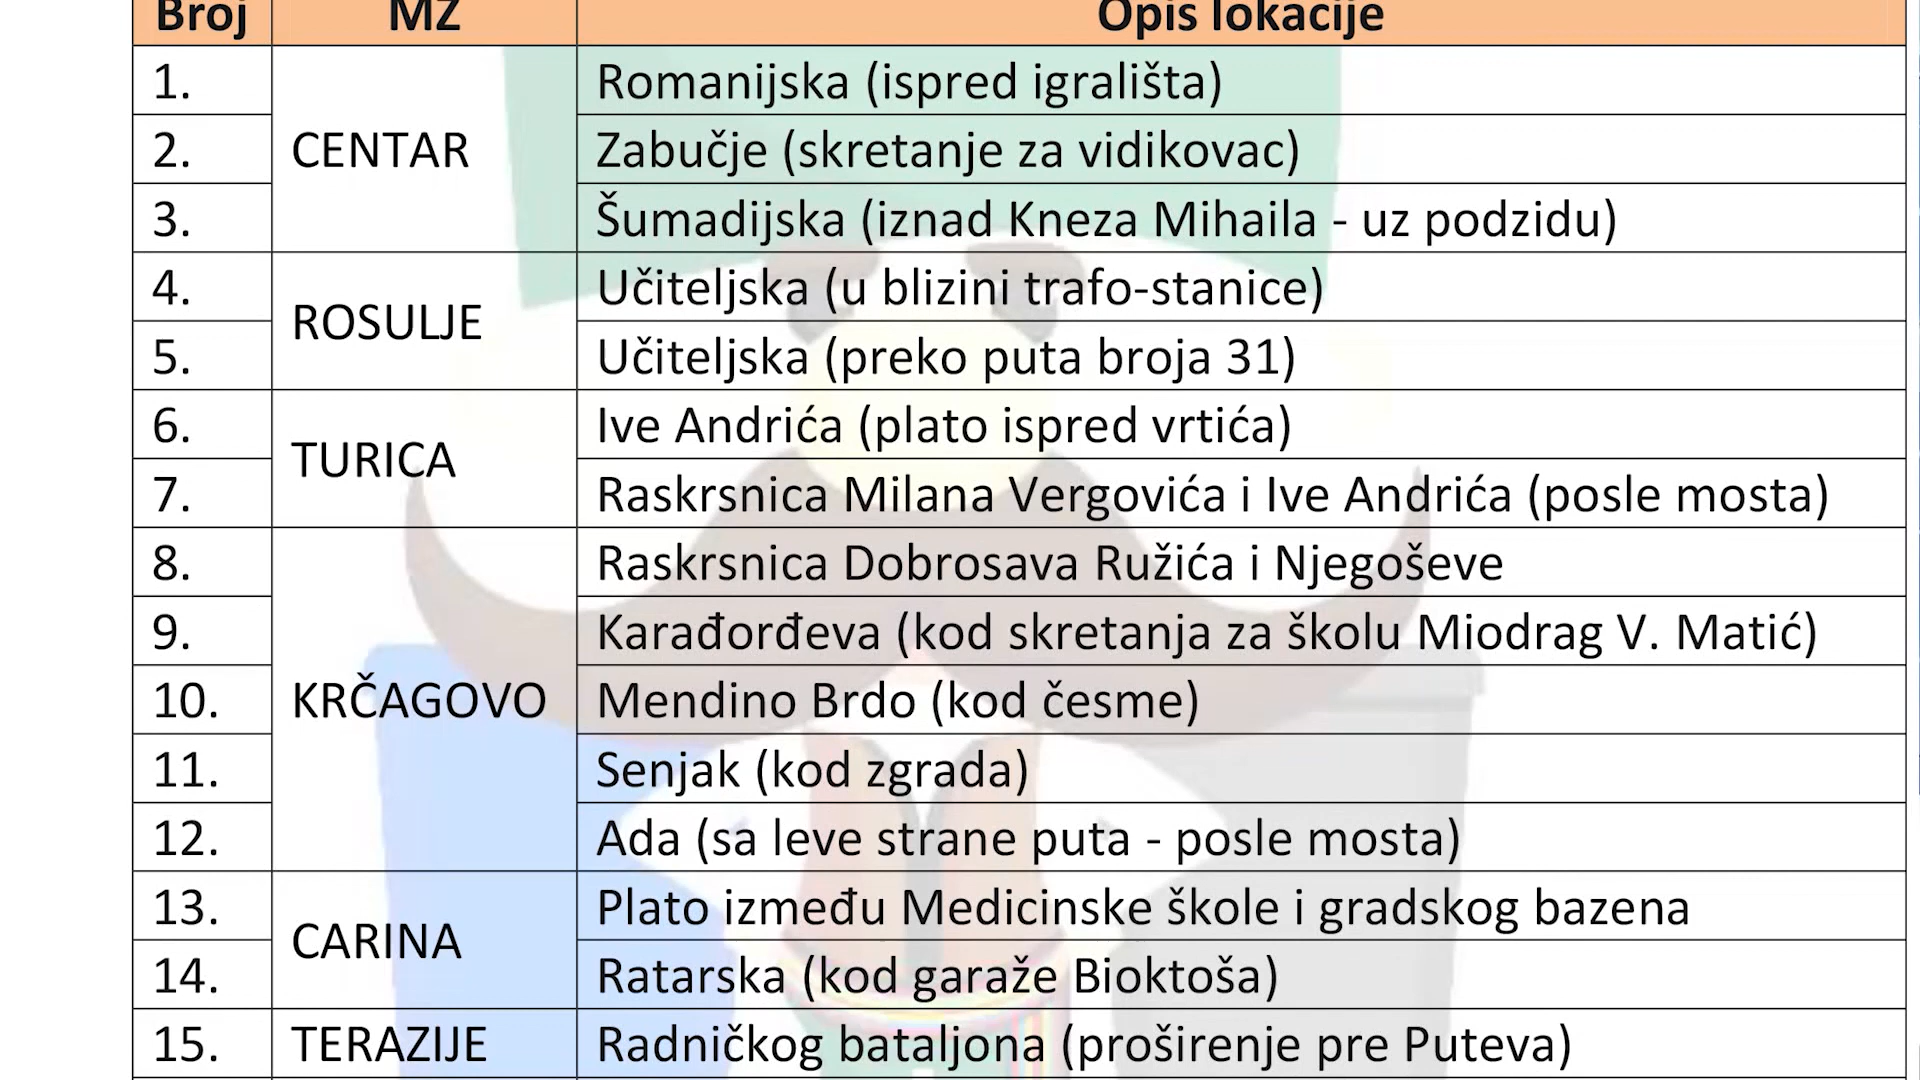 Broj MZ Opis lokacije
1. CENTAR Romanijska (ispred igrališta)
2. Zabučje (skretanje za vidikovac)
3. Šumadijska (iznad Kneza Mihaila - uz podzidu)
4. ROSULJE Učiteljska (u blizini trafo-stanice)
5. Učiteljska (preko puta broja 31)
6. TURICA Ive Andrića (plato ispred vrtića)
7. Raskrsnica Milana Vergovića i Ive Andrića (posle mosta)
8. KRČAGOVO Raskrsnica Dobrosava Ružića i Njegoševe
9. Karađorđeva (kod skretanja za školu Miodrag V. Matić)
10. Mendino Brdo (kod česme)
11. Senjak (kod zgrada)
12. Ada (sa leve strane puta - posle mosta)
13. CARINA Plato između Medicinske škole i gradskog bazena
14. Ratarska (kod garaže Bioktoša)
15. TERAZIJE Radničkog bataljona (proširenje pre Puteva)